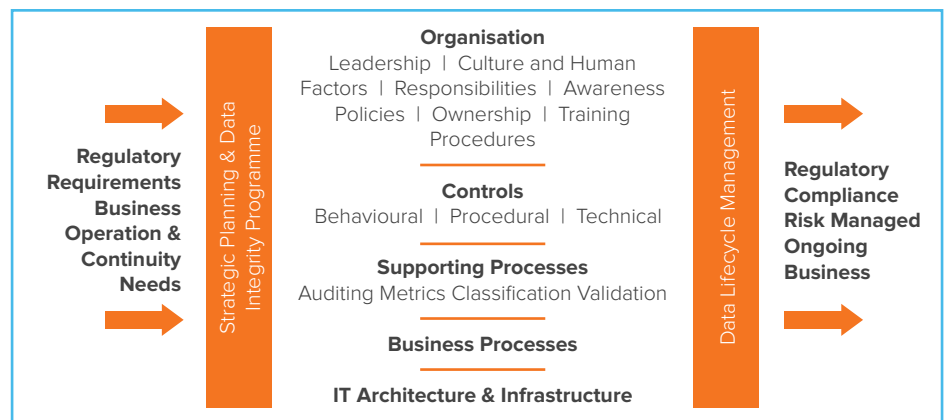 Regulatory
Requirements
Business
Operation &
Continuity
Needs
Strategic Planning & Data
Integrity Programme
Organisation
Leadership | Culture and Human
Factors | Responsibilities | Awareness
Policies | Ownership | Training
Procedures
Controls
Behavioural | Procedural | Technical
Supporting Processes
Auditing Metrics Classification Validation
Business Processes
IT Architecture & Infrastructure
Data Lifecycle Management
Regulatory
Compliance
Risk Managed
Ongoing
Business